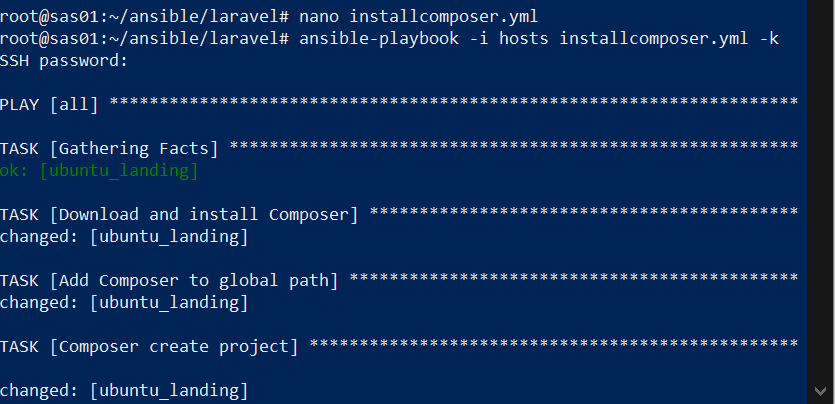 root@sas01:~/ansible/laravel# nano installcomposer.yml
root@sas01:~/ansible/laravel# ansible-playbook -i hosts installcomposer.yml -k
SSH password:
PLAY [all] *********************************************************************
TASK [Gathering Facts] *********************************************************
ok: [ubuntu_landing]
TASK [Download and install Composer] *******************************************
changed: [ubuntu_landing]
TASK [Add Composer to global path] *********************************************
changed: [ubuntu_landing]
TASK [Composer create project] *************************************************
changed: [ubuntu_landing]